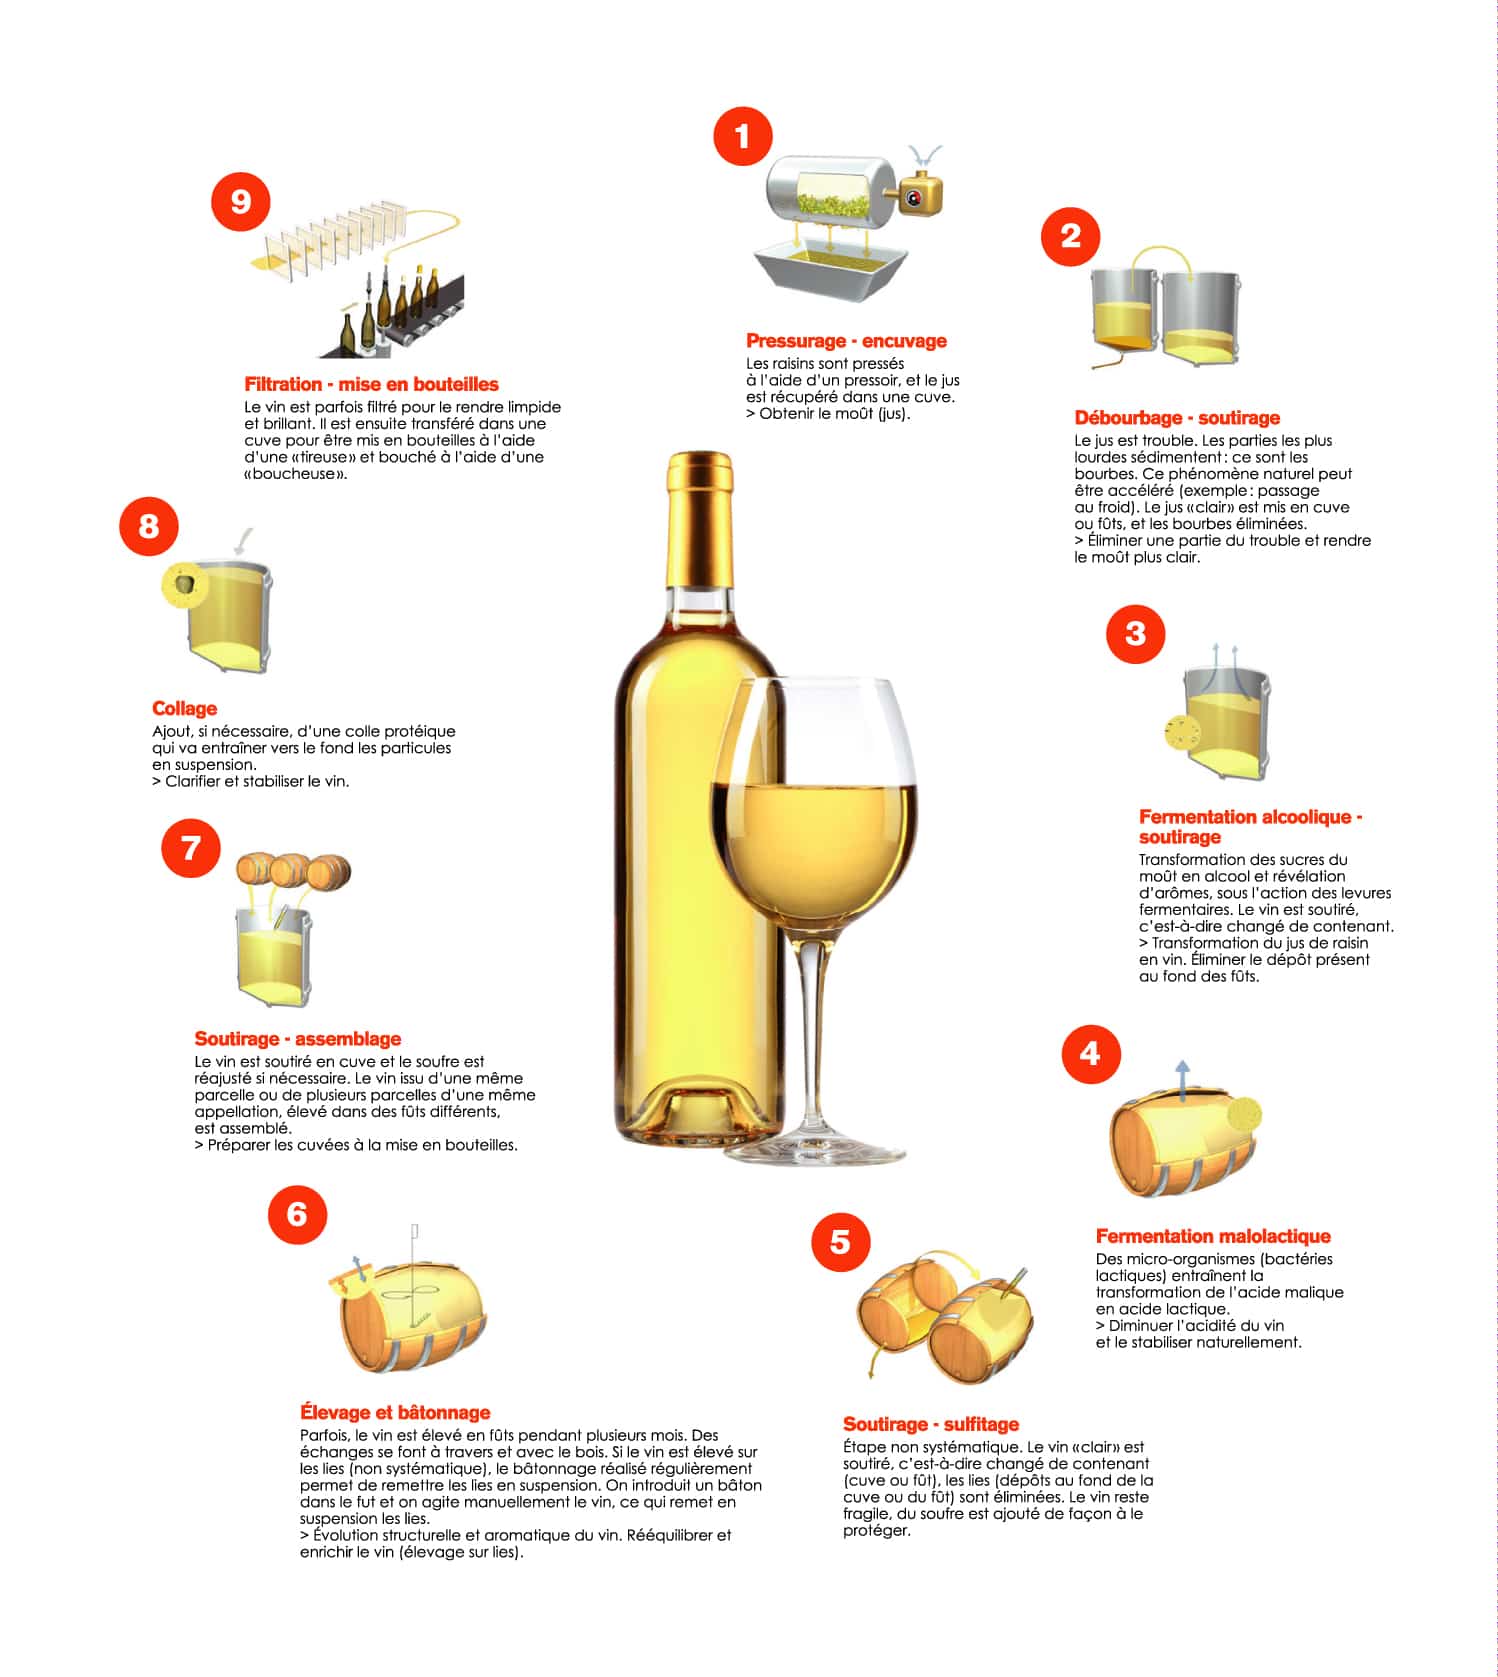 1
Pressurage - encuvage
Les raisins sont pressés
à l'aide d'un pressoir, et le jus
est récupéré dans une cuve.
> Obtenir le moût (jus).
2
Débourbage - soutirage
Le jus est trouble. Les parties les plus
lourdes sédimentent : ce sont les
bourbes. Ce phénomène naturel peut
être accéléré (exemple : passage
au froid). Le jus «clair» est mis en cuve
ou fûts, et les bourbes éliminées.
> Éliminer une partie du trouble et rendre
le moût plus clair.
3
Fermentation alcoolique -
soutirage
Transformation des sucres du
moût en alcool et révélation
d'arômes, sous l'action des levures
fermentaires. Le vin est soutiré,
c'est-à-dire changé de contenant.
> Transformation du jus de raisin
en vin. Éliminer le dépôt présent
au fond des fûts.
4
Fermentation malolactique
Des micro-organismes (bactéries
lactiques) entraînent la
transformation de l'acide malique
en acide lactique.
> Diminuer l'acidité du vin
et le stabiliser naturellement.
5
Soutirage - sulfitage
Étape non systématique. Le vin «clair» est
soutiré, c'est-à-dire changé de contenant
(cuve ou fût), les lies (dépôts au fond de la
cuve ou du fût) sont éliminées. Le vin reste
fragile, du soufre est ajouté de façon à le
protéger.
6
Élevage et bâtonnage
Parfois, le vin est élevé en fûts pendant plusieurs mois. Des
échanges se font à travers et avec le bois. Si le vin est élevé sur
les lies (non systématique), le bâtonnage réalisé régulièrement
permet de remettre les lies en suspension. On introduit un bâton
dans le fut et on agite manuellement le vin, ce qui remet en
suspension les lies.
> Évolution structurelle et aromatique du vin. Rééquilibrer et
enrichir le vin (élevage sur lies).
7
Soutirage - assemblage
Le vin est soutiré en cuve et le soufre est
réajusté si nécessaire. Le vin issu d'une même
parcelle ou de plusieurs parcelles d'une même
appellation, élevé dans des fûts différents,
est assemblé.
> Préparer les cuvées à la mise en bouteilles.
8
Collage
Ajout, si nécessaire, d'une colle protéique
qui va entraîner vers le fond les particules
en suspension.
> Clarifier et stabiliser le vin.
9
Filtration - mise en bouteilles
Le vin est parfois filtré pour le rendre limpide
et brillant. Il est ensuite transféré dans une
cuve pour être mis en bouteilles à l'aide
d'une «tireuse» et bouché à l'aide d'une
«boucheuse».